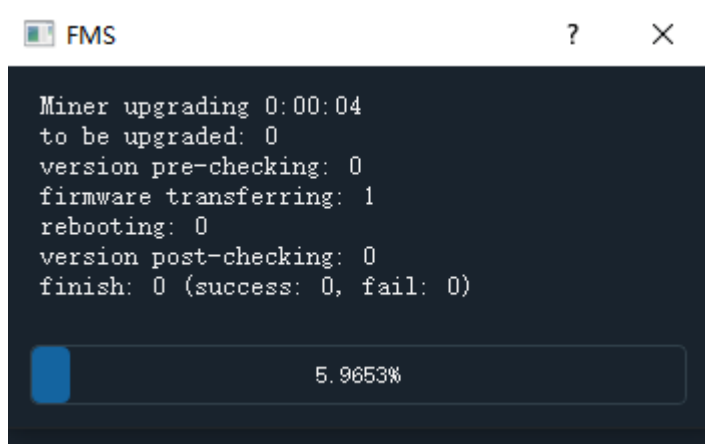 FMS
Miner upgrading 0:00:04
to be upgraded: 0
version pre-checking: 0
firmware transferring: 1
rebooting: 0
version post-checking: 0
finish: 0 (success: 0, fail: 0)
5.9653%